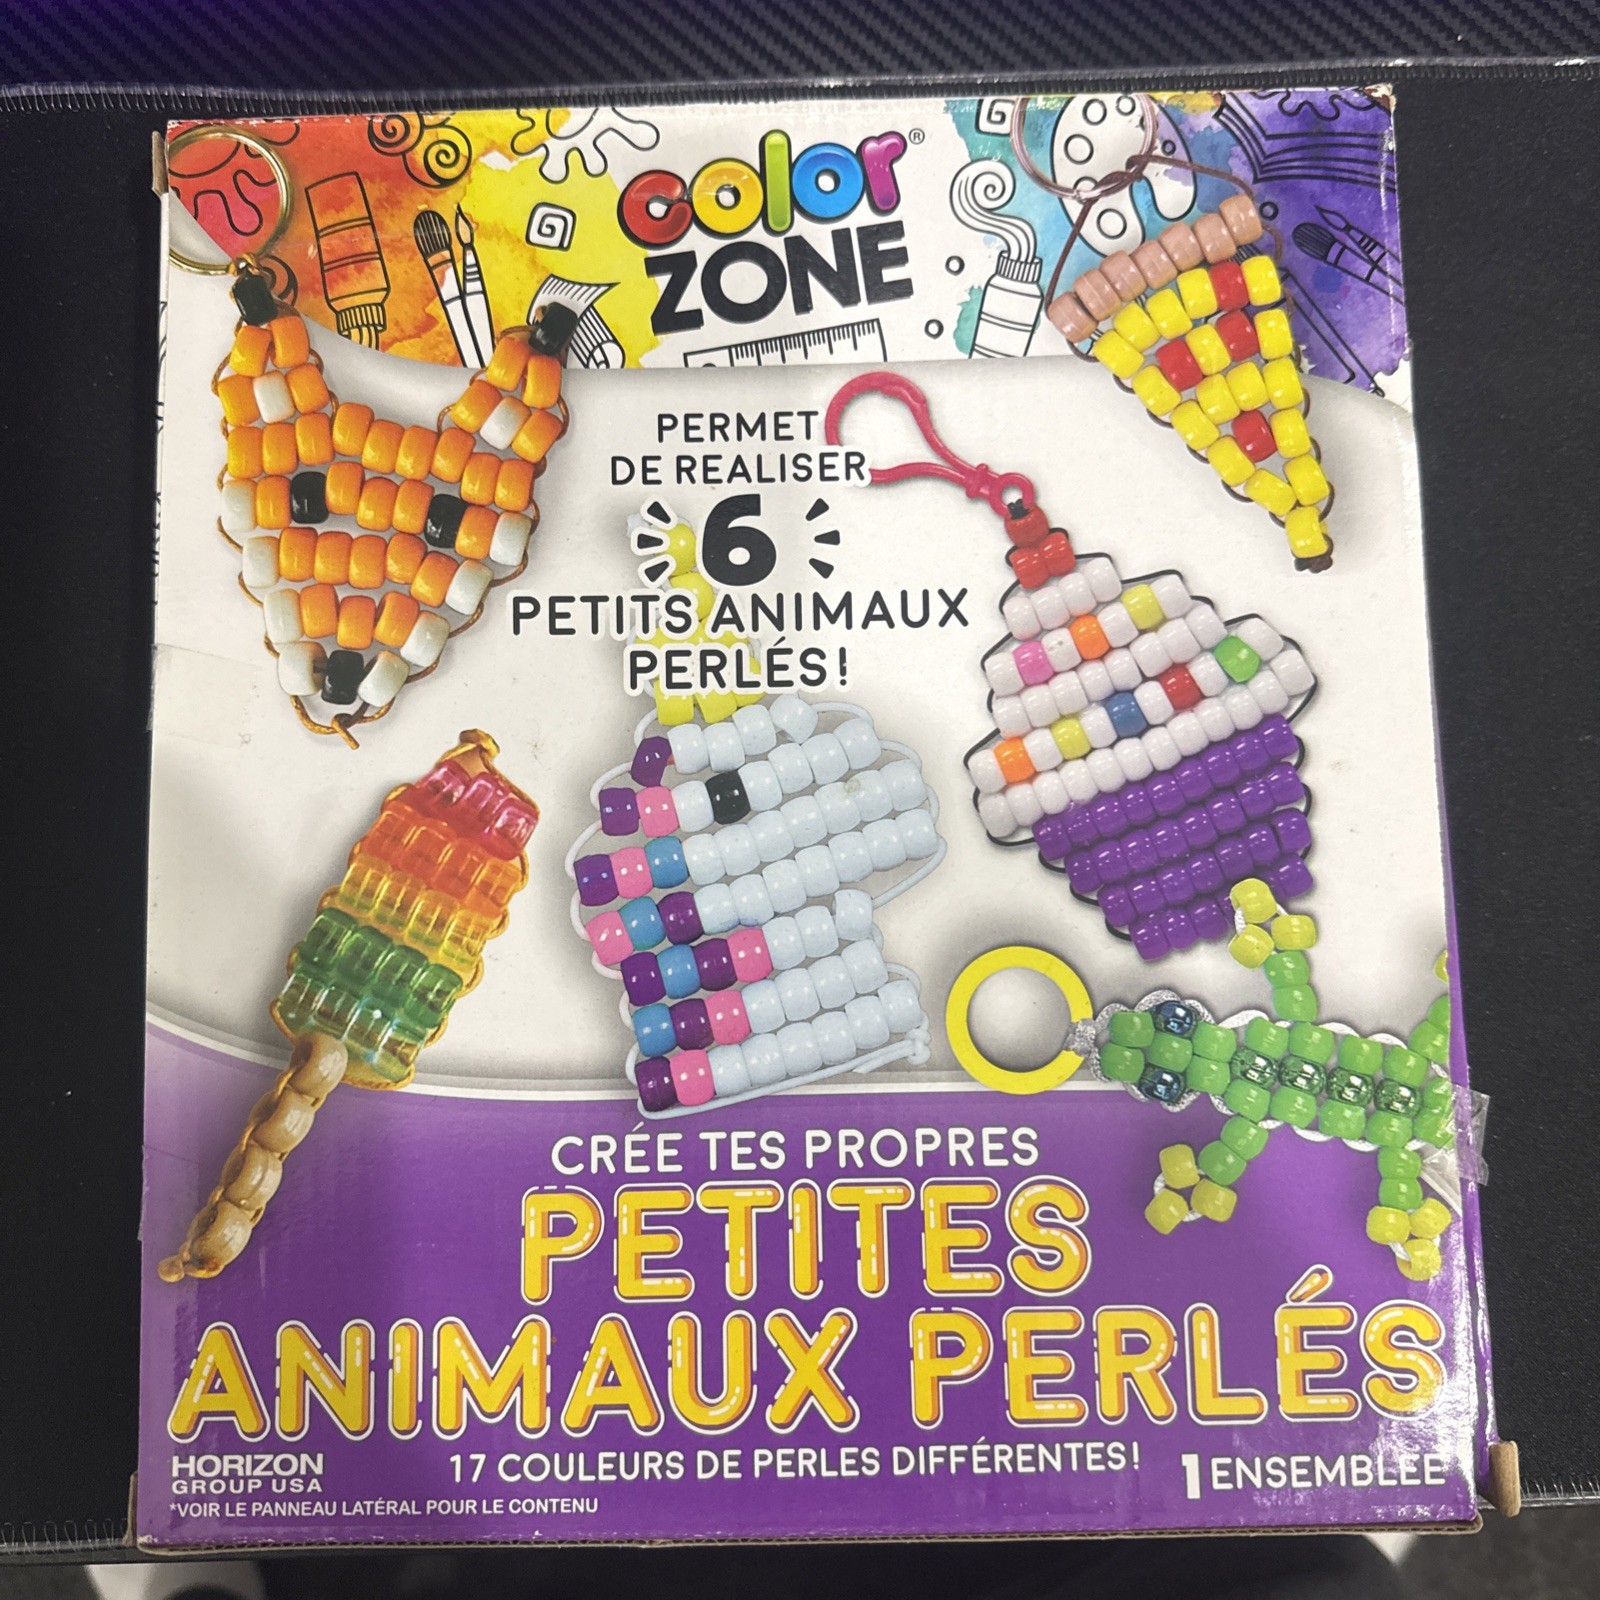 color®
ZONE
PERMET
DE REALISER
6
PETITS ANIMAUX
PERLÉS!
CRÉE TES PROPRES
PETITES
ANIMAUX PERLÉS
HORIZON
GROUP USA
17 COULEURS DE PERLES DIFFÉRENTES!
1 ENSEMBLEE
*VOIR LE PANNEAU LATÉRAL POUR LE CONTENU